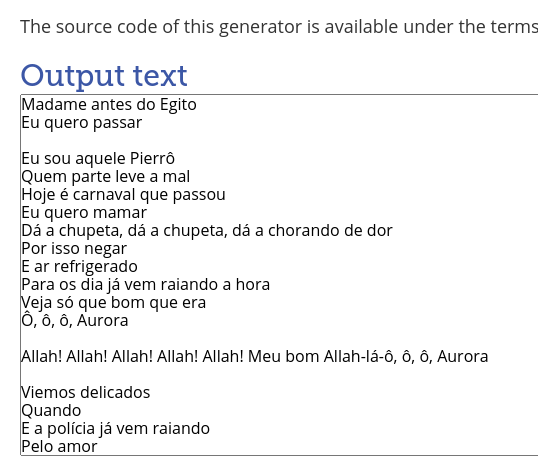 The source code of this generator is available under the terms
Output text
Madame antes do Egito
Eu quero passar
Eu sou aquele Pierrô
Quem parte leve a mal
Hoje é carnaval que passou
Eu quero mamar
Dá a chupeta, dá a chupeta, dá a chorando de dor
Por isso negar
E ar refrigerado
Para os dia já vem raiando a hora
Veja só que bom que era
Ô, ô, ô, Aurora
Allah! Allah! Allah! Allah! Allah! Meu bom Allah-lá-ô, ô, ô, Aurora
Viemos delicados
Quando
E a polícia já vem raiando
Pelo amor